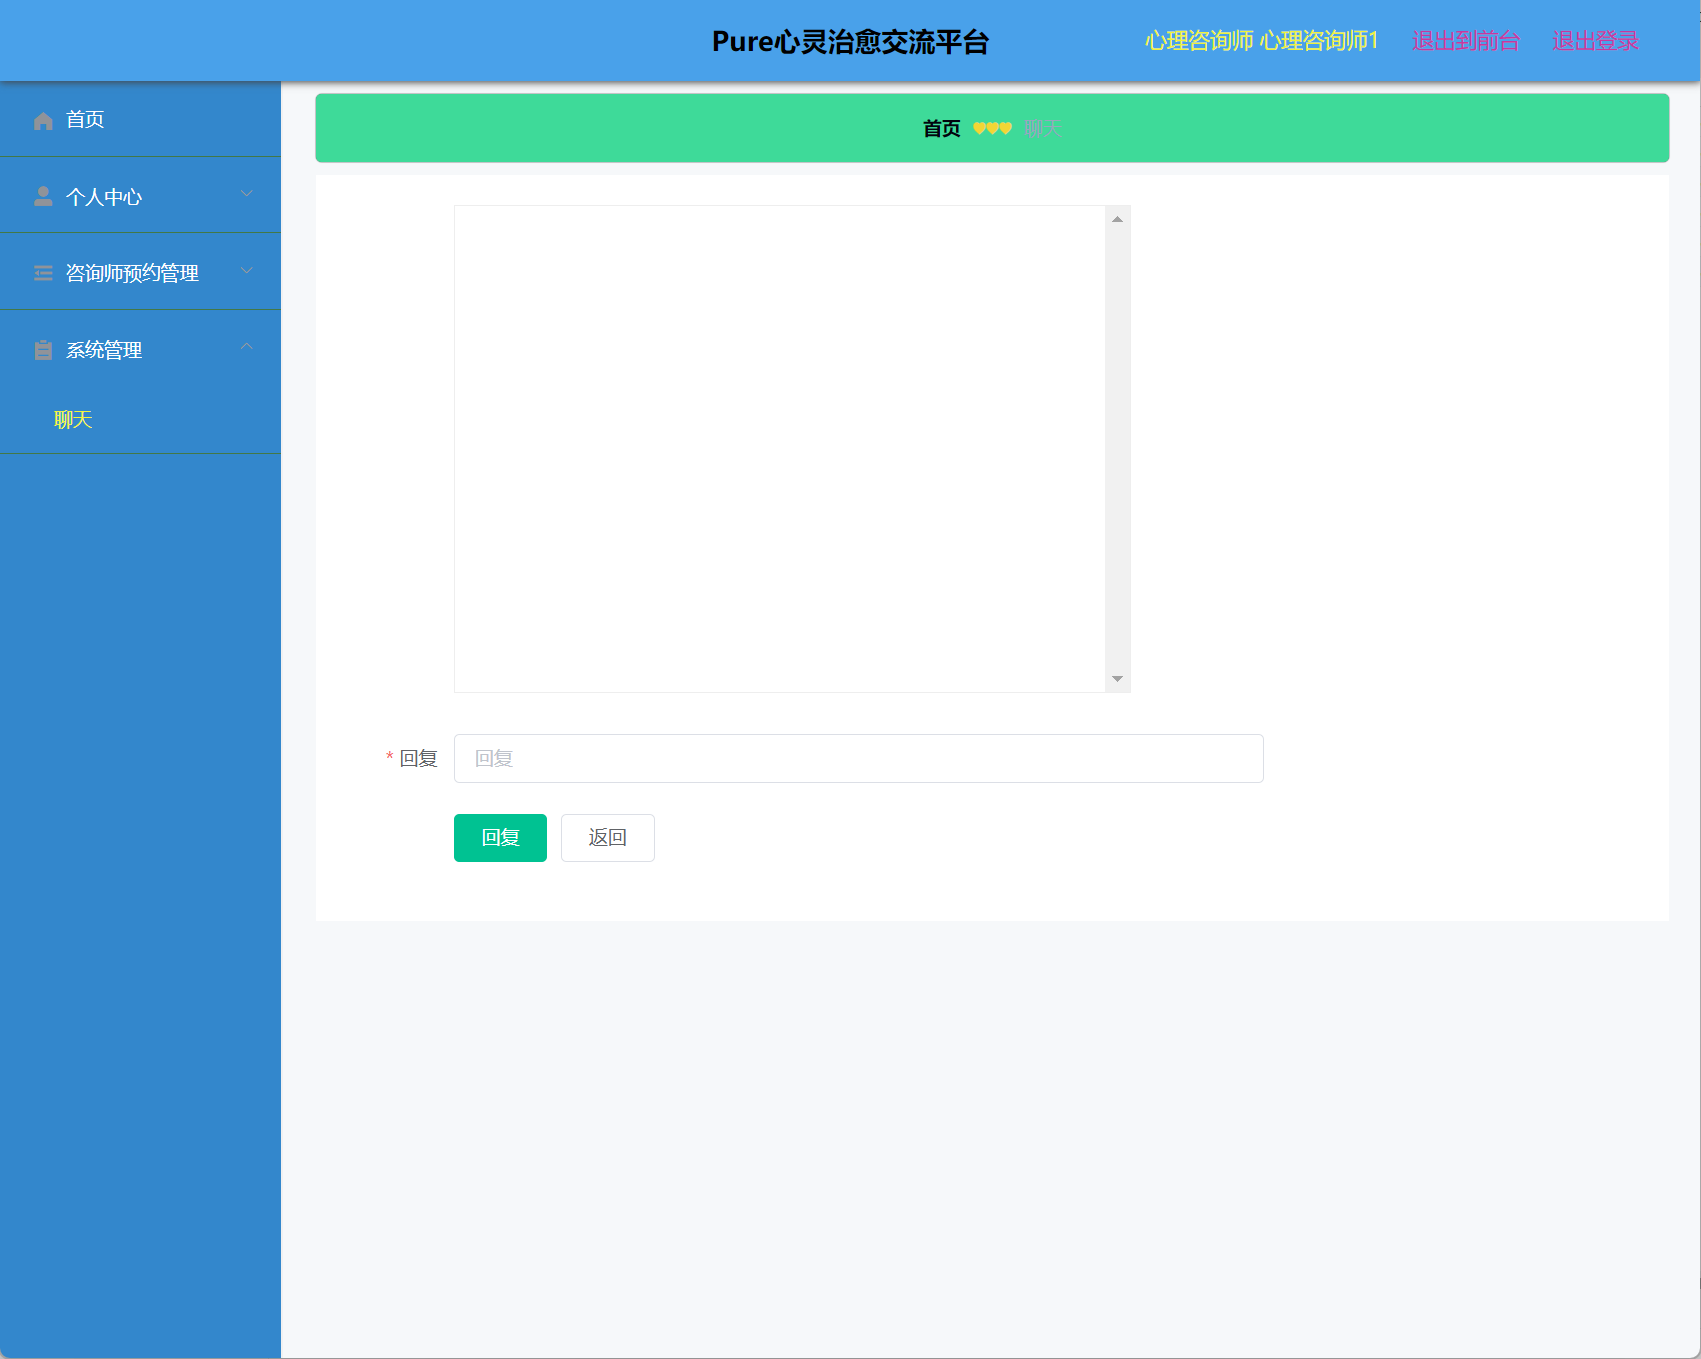 Pure心灵治愈交流平台
心理咨询师 心理咨询师1
退出到前台
退出登录
首页
个人中心
咨询师预约管理
系统管理
聊天
首页
聊天
* 回复
回复
回复
返回